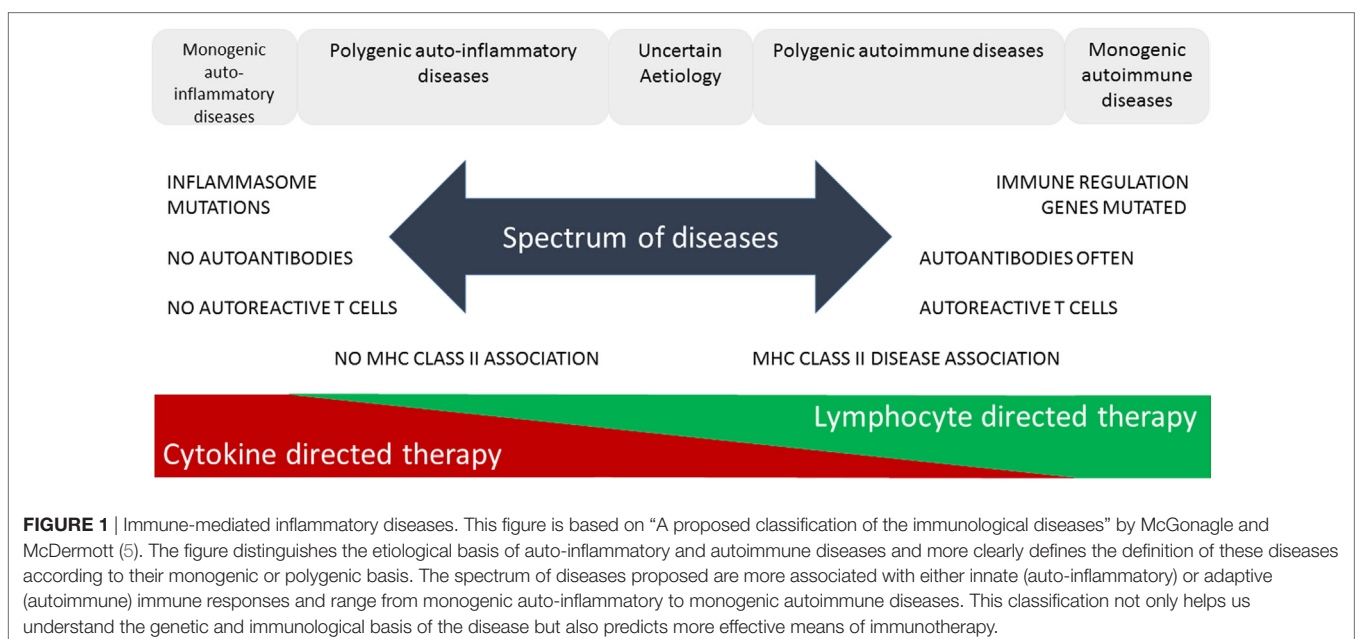 Monogenic
auto-
inflammatory
diseases
Polygenic auto-inflammatory
diseases
Uncertain
Aetiology
Polygenic autoimmune diseases
Monogenic
autoimmune
diseases
INFLAMMASOME
MUTATIONS
NO AUTOANTIBODIES
NO AUTOREACTIVE T CELLS
Spectrum of diseases
IMMUNE REGULATION
GENES MUTATED
AUTOANTIBODIES OFTEN
AUTOREACTIVE T CELLS
NO MHC CLASS II ASSOCIATION
MHC CLASS II DISEASE ASSOCIATION
Lymphocyte directed therapy
Cytokine directed therapy
FIGURE 1 | Immune-mediated inflammatory diseases. This figure is based on “A proposed classification of the immunological diseases” by McGonagle and
McDermott (5). The figure distinguishes the etiological basis of auto-inflammatory and autoimmune diseases and more clearly defines the definition of these diseases
according to their monogenic or polygenic basis. The spectrum of diseases proposed are more associated with either innate (auto-inflammatory) or adaptive
(autoimmune) immune responses and range from monogenic auto-inflammatory to monogenic autoimmune diseases. This classification not only helps us
understand the genetic and immunological basis of the disease but also predicts more effective means of immunotherapy.